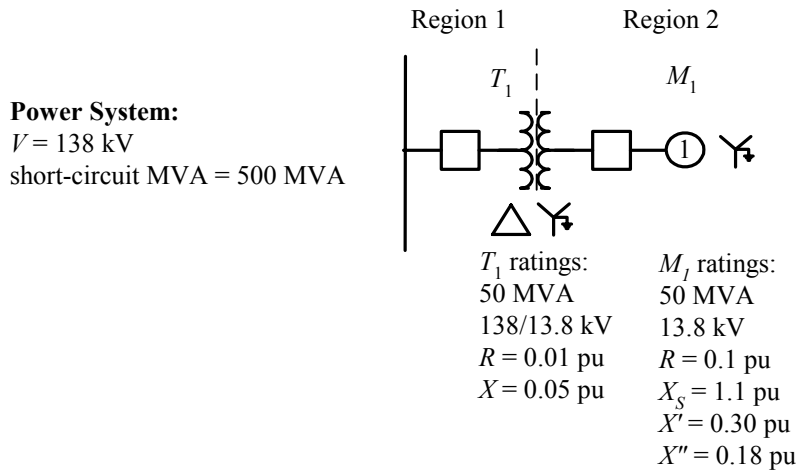 Region 1
Region 2
T₁
M₁
Power System:
V = 138 kV
short-circuit MVA = 500 MVA
1
T₁ ratings:
50 MVA
138/13.8 kV
R = 0.01 pu
X = 0.05 pu
M₁ ratings:
50 MVA
13.8 kV
R = 0.1 pu
X_S = 1.1 pu
X' = 0.30 pu
X" = 0.18 pu